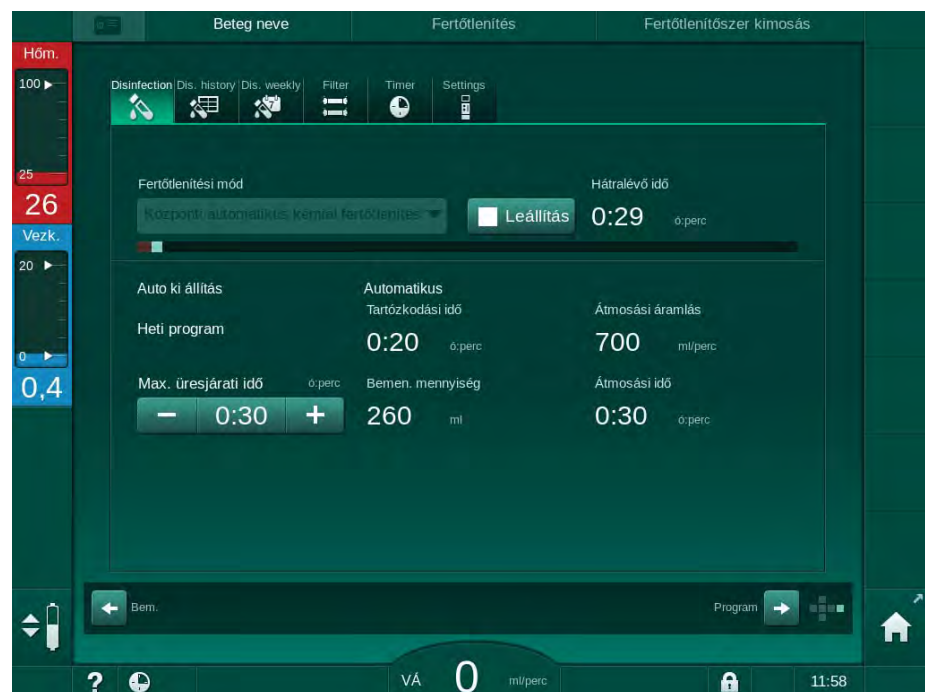 Beteg neve Fertőtlenítés Fertőtlenítőszer kimosás
Hőm.
100
25
26
Vezk.
20
0
0,4
Disinfection Dis. history Dis. weekly Filter Timer Settings
7
Fertőtlenítési mód Hátralévő idő
Központi automatikus kémiai fertőtlenítés Leállítás 0:29 ó:perc
Auto ki állítás Automatikus
Tartózkodási idő Átmosási áramlás
Heti program 0:20 ó:perc 700 ml/perc
Max. üresjárati idő ó:perc Bemen. mennyiség Átmosási idő
− 0:30 + 260 ml 0:30 ó:perc
Bem. Program
? VÁ 0 ml/perc 11:58